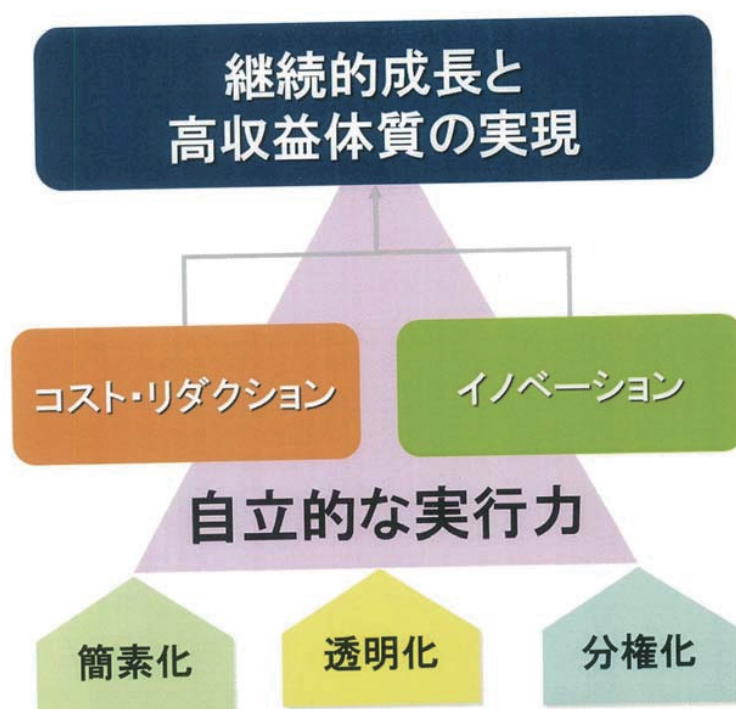 継続的成長と
高収益体質の実現
コスト・リダクション
イノベーション
自立的な実行力
簡素化
透明化
分権化